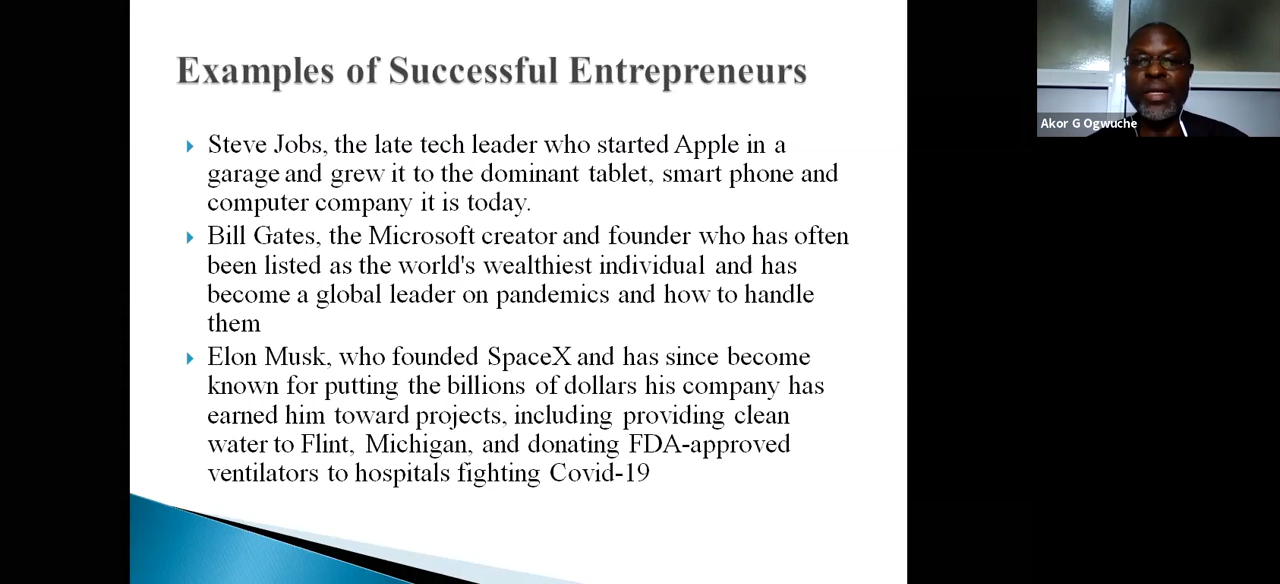 Examples of Successful Entrepreneurs
Steve Jobs, the late tech leader who started Apple in a
garage and grew it to the dominant tablet, smart phone and
computer company it is today.
Bill Gates, the Microsoft creator and founder who has often
been listed as the world's wealthiest individual and has
become a global leader on pandemics and how to handle
them
Elon Musk, who founded SpaceX and has since become
known for putting the billions of dollars his company has
earned him toward projects, including providing clean
water to Flint, Michigan, and donating FDA-approved
ventilators to hospitals fighting Covid-19
Akor G Ogwuche